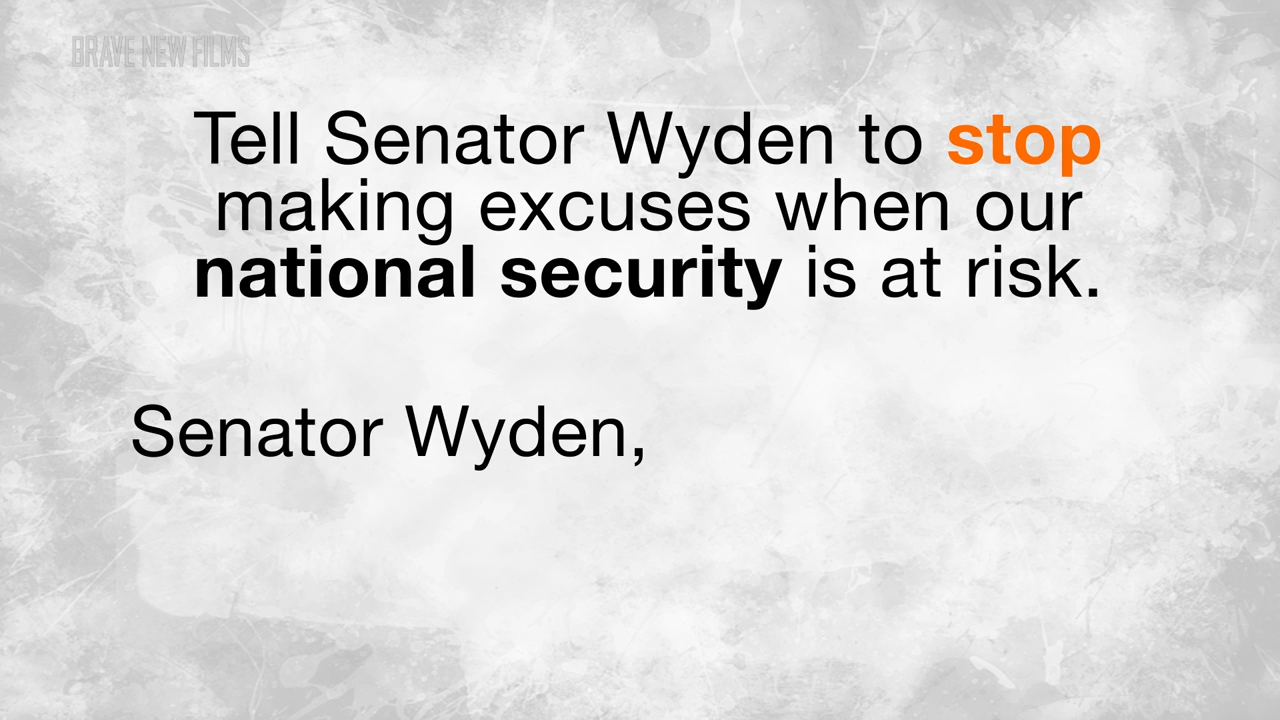 BRAVE NEW FILMS
Tell Senator Wyden to stop
making excuses when our
national security is at risk.
Senator Wyden,